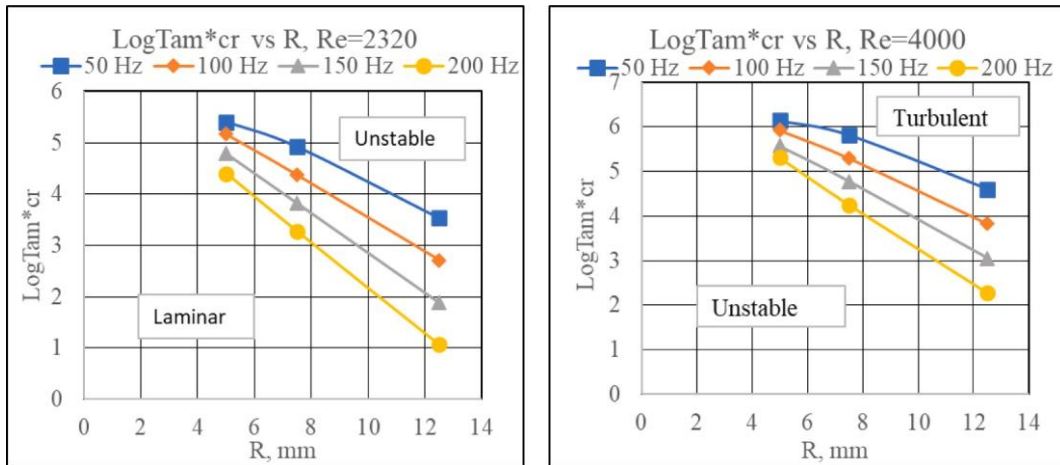 LogTam*cr vs R, Re=2320
50 Hz 100 Hz 150 Hz 200 Hz
6
5
4
3
2
1
0
LogTam*cr
Unstable
Laminar
0 2 4 6 8 10 12 14
R, mm
LogTam*cr vs R, Re=4000
50 Hz 100 Hz 150 Hz 200 Hz
7
6
5
4
3
2
1
0
LogTam*cr
Turbulent
Unstable
0 2 4 6 8 10 12 14
R, mm